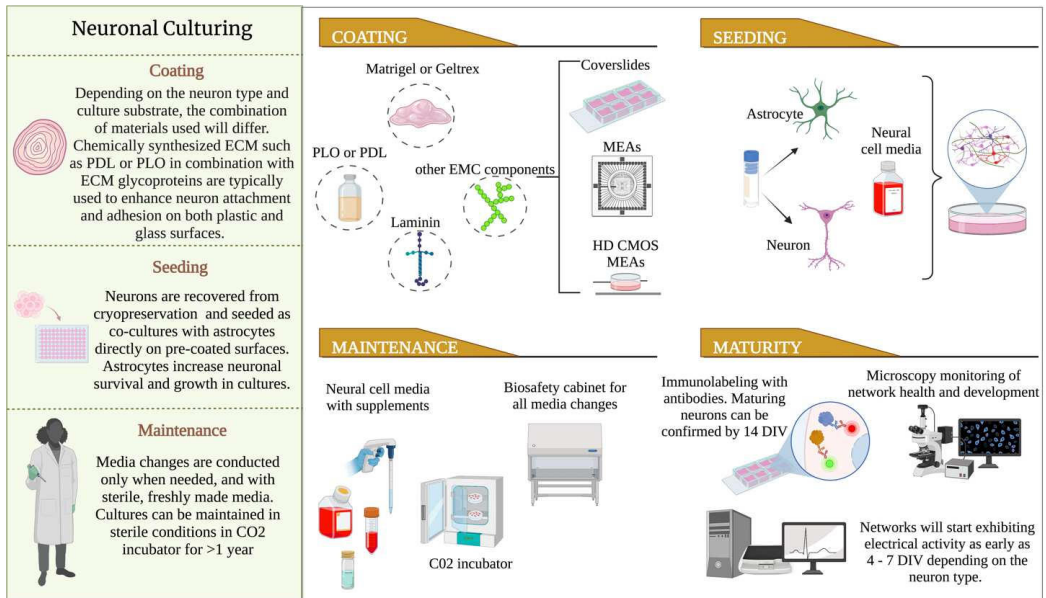 Neuronal Culturing
Coating
Depending on the neuron type and
culture substrate, the combination
of materials used will differ.
Chemically synthesized ECM such
as PDL or PLO in combination with
ECM glycoproteins are typically
used to enhance neuron attachment
and adhesion on both plastic and
glass surfaces.
Seeding
Neurons are recovered from
cryopreservation and seeded as
co-cultures with astrocytes
directly on pre-coated surfaces.
Astrocytes increase neuronal
survival and growth in cultures.
Maintenance
Media changes are conducted
only when needed, and with
sterile, freshly made media.
Cultures can be maintained in
sterile conditions in CO2
incubator for >1 year
COATING
Matrigel or Geltrex
PLO or PDL
other EMC components
Laminin
Coverslides
MEAs
HD CMOS
MEAs
SEEDING
Astrocyte
Neuron
Neural
cell media
MAINTENANCE
Neural cell media
with supplements
Biosafety cabinet for
all media changes
C02 incubator
MATURITY
Immunolabeling with
antibodies. Maturing
neurons can be
confirmed by 14 DIV
Microscopy monitoring of
network health and development
Networks will start exhibiting
electrical activity as early as
4 - 7 DIV depending on the
neuron type.